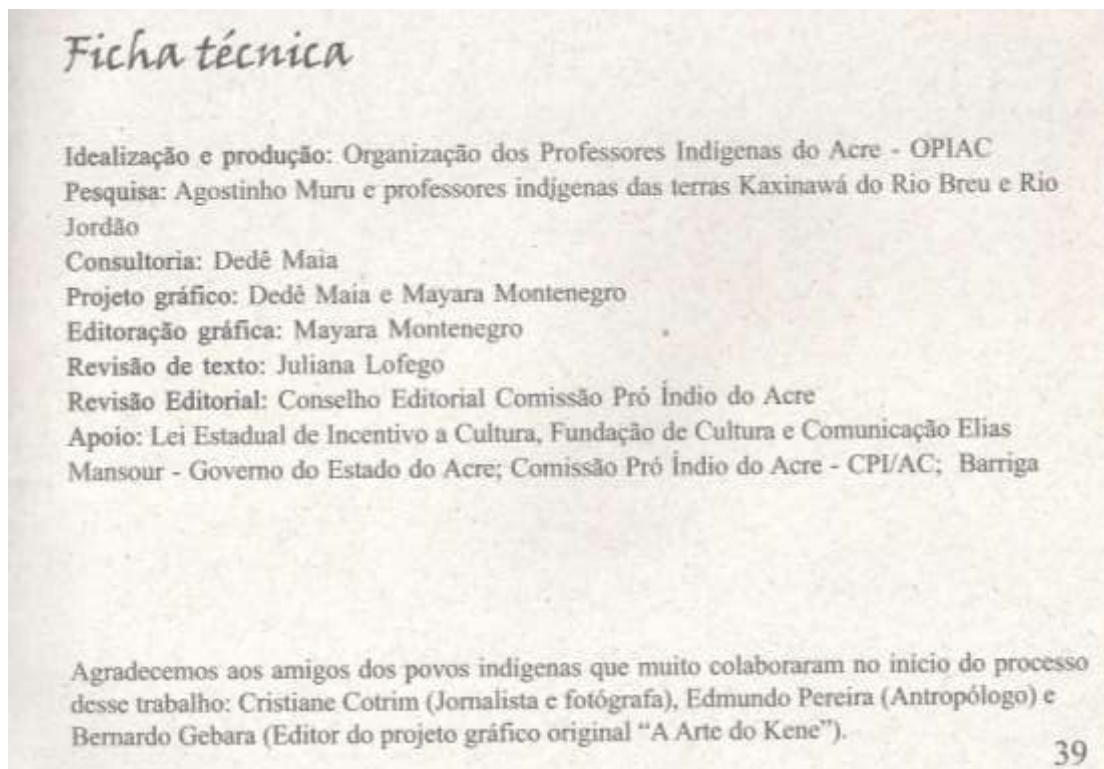 Ficha técnica
Idealização e produção: Organização dos Professores Indígenas do Acre - OPIAC
Pesquisa: Agostinho Muru e professores indígenas das terras Kaxinawá do Rio Breu e Rio
Jordão
Consultoria: Dedê Maia
Projeto gráfico: Dedê Maia e Mayara Montenegro
Editoração gráfica: Mayara Montenegro
Revisão de texto: Juliana Lofego
Revisão Editorial: Conselho Editorial Comissão Pró Índio do Acre
Apoio: Lei Estadual de Incentivo a Cultura, Fundação de Cultura e Comunicação Elias
Mansour - Governo do Estado do Acre; Comissão Pró Índio do Acre - CPI/AC; Barriga
Agradecemos aos amigos dos povos indígenas que muito colaboraram no início do processo
desse trabalho: Cristiane Cotrim (Jornalista e fotógrafa), Edmundo Pereira (Antropólogo) e
Bernardo Gebara (Editor do projeto gráfico original “A Arte do Kene”).
39